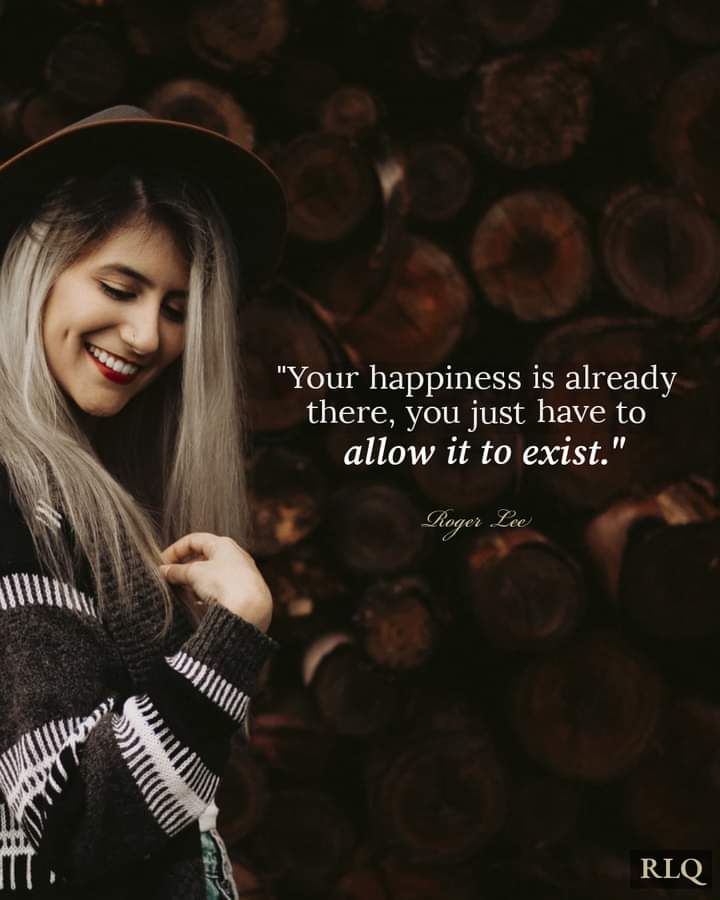 "Your happiness is already
there, you just have to
allow it to exist."
Roger Lee
RLQ